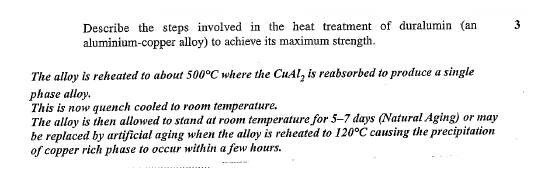 Describe the steps involved in the heat treatment of duralumin (an 3
aluminium-copper alloy) to achieve its maximum strength.
The alloy is reheated to about 500°C where the CuAl₂ is reabsorbed to produce a single
phase alloy.
This is now quench cooled to room temperature.
The alloy is then allowed to stand at room temperature for 5–7 days (Natural Aging) or may
be replaced by artificial aging when the alloy is reheated to 120°C causing the precipitation
of copper rich phase to occur within a few hours.